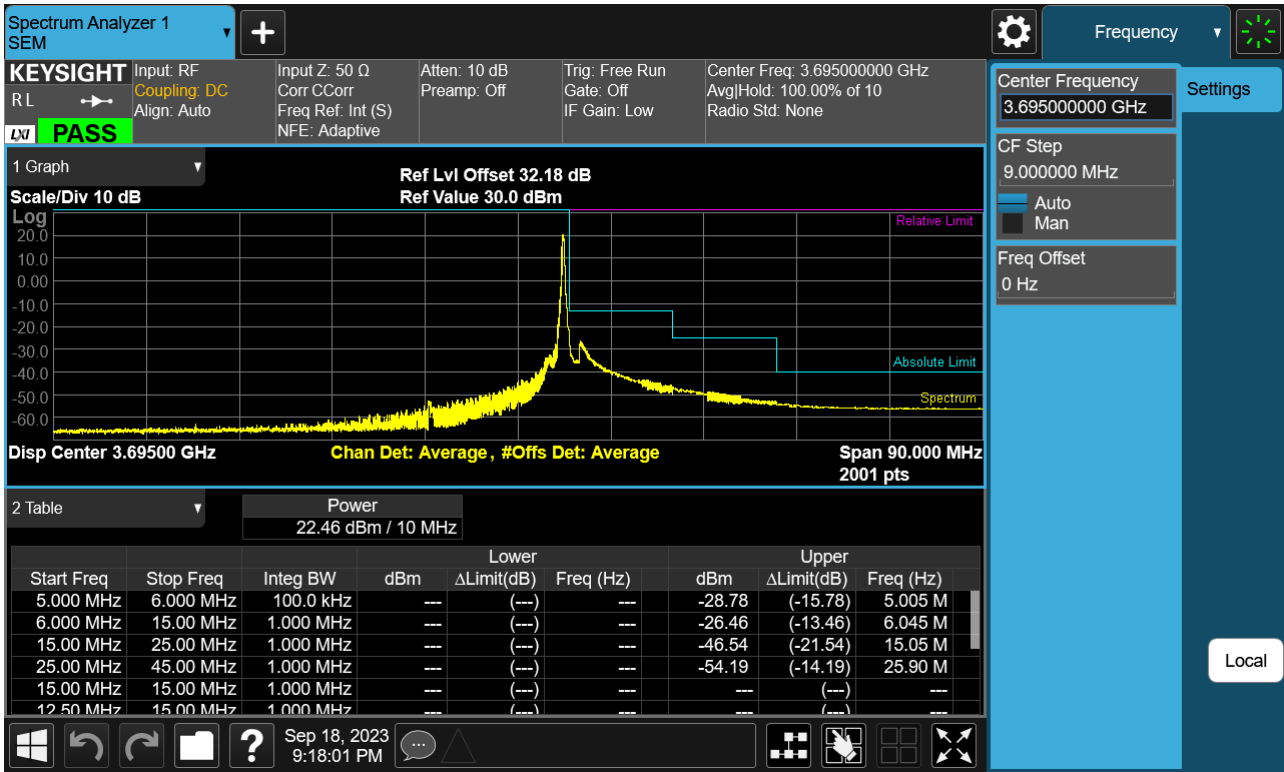 Spectrum Analyzer 1
SEM
Frequency
KEYSIGHT
RL
LXI PASS
Input: RF
Coupling: DC
Align: Auto
Input Z: 50 Ω
Corr CCorr
Freq Ref: Int (S)
NFE: Adaptive
Atten: 10 dB
Preamp: Off
Trig: Free Run
Gate: Off
IF Gain: Low
Center Freq: 3.695000000 GHz
Avg|Hold: 100.00% of 10
Radio Std: None
Center Frequency
3.695000000 GHz
Settings
CF Step
9.000000 MHz
Auto
Man
Freq Offset
0 Hz
Local
1 Graph
Scale/Div 10 dB
Ref Lvl Offset 32.18 dB
Ref Value 30.0 dBm
Log
20.0
10.0
0.00
-10.0
-20.0
-30.0
-40.0
-50.0
-60.0
Relative Limit
Absolute Limit
Spectrum
Disp Center 3.69500 GHz
Chan Det: Average, #Offs Det: Average
Span 90.000 MHz
2001 pts
2 Table
Power
22.46 dBm / 10 MHz
Lower Upper
Start Freq Stop Freq Integ BW dBm ΔLimit(dB) Freq (Hz) dBm ΔLimit(dB) Freq (Hz)
5.000 MHz 6.000 MHz 100.0 kHz --- (---) --- -28.78 (-15.78) 5.005 M
6.000 MHz 15.00 MHz 1.000 MHz --- (---) --- -26.46 (-13.46) 6.045 M
15.00 MHz 25.00 MHz 1.000 MHz --- (---) --- -46.54 (-21.54) 15.05 M
25.00 MHz 45.00 MHz 1.000 MHz --- (---) --- -54.19 (-14.19) 25.90 M
15.00 MHz 15.00 MHz 1.000 MHz --- (---) --- --- (---) ---
12.50 MHz 15.00 MHz 1.000 MHz --- (---) --- --- (---) ---
?
Sep 18, 2023
9:18:01 PM